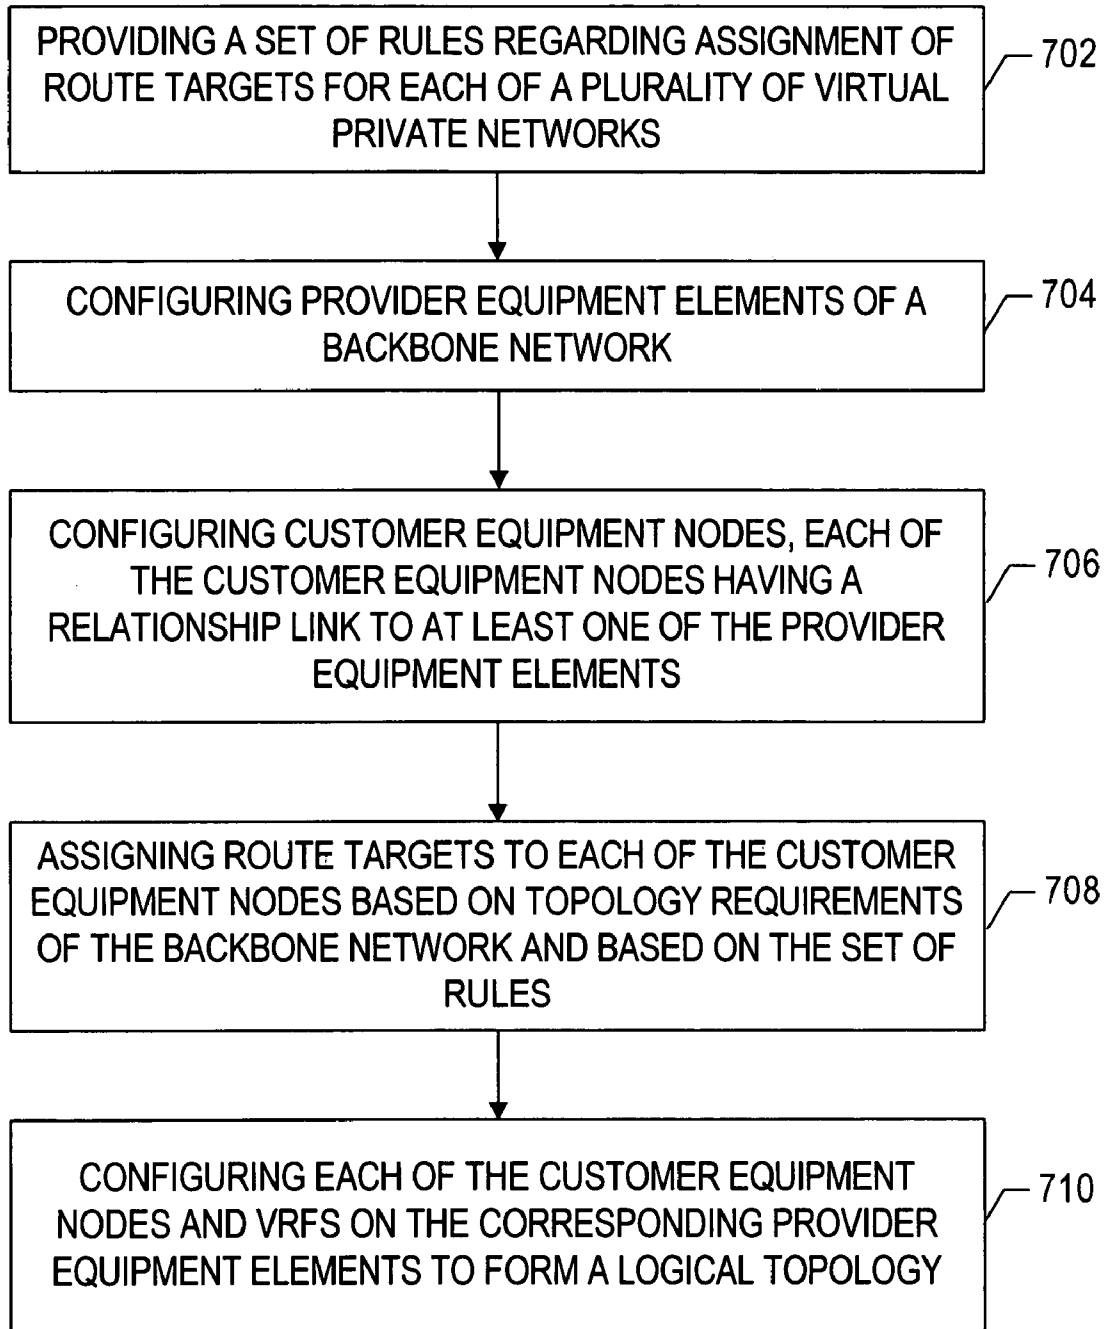 PROVIDING A SET OF RULES REGARDING ASSIGNMENT OF
ROUTE TARGETS FOR EACH OF A PLURALITY OF VIRTUAL
PRIVATE NETWORKS
702
CONFIGURING PROVIDER EQUIPMENT ELEMENTS OF A
BACKBONE NETWORK
704
CONFIGURING CUSTOMER EQUIPMENT NODES, EACH OF
THE CUSTOMER EQUIPMENT NODES HAVING A
RELATIONSHIP LINK TO AT LEAST ONE OF THE PROVIDER
EQUIPMENT ELEMENTS
706
ASSIGNING ROUTE TARGETS TO EACH OF THE CUSTOMER
EQUIPMENT NODES BASED ON TOPOLOGY REQUIREMENTS
OF THE BACKBONE NETWORK AND BASED ON THE SET OF
RULES
708
CONFIGURING EACH OF THE CUSTOMER EQUIPMENT
NODES AND VRFS ON THE CORRESPONDING PROVIDER
EQUIPMENT ELEMENTS TO FORM A LOGICAL TOPOLOGY
710